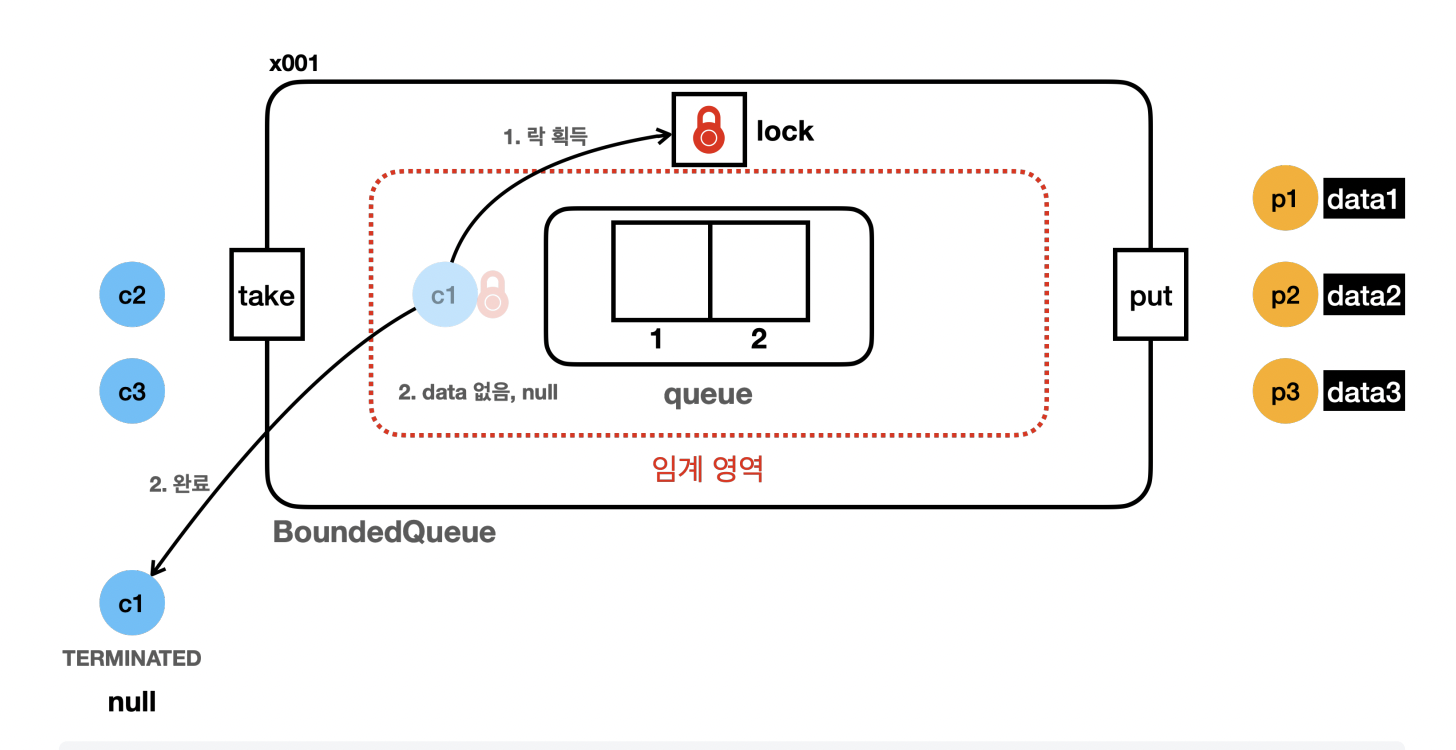 x001
1. 락 획득
lock
p1 data1
c2
take
c1
1 2
put
p2 data2
c3
2. data 없음, null
queue
p3 data3
임계 영역
2. 완료
BoundedQueue
c1
TERMINATED
null